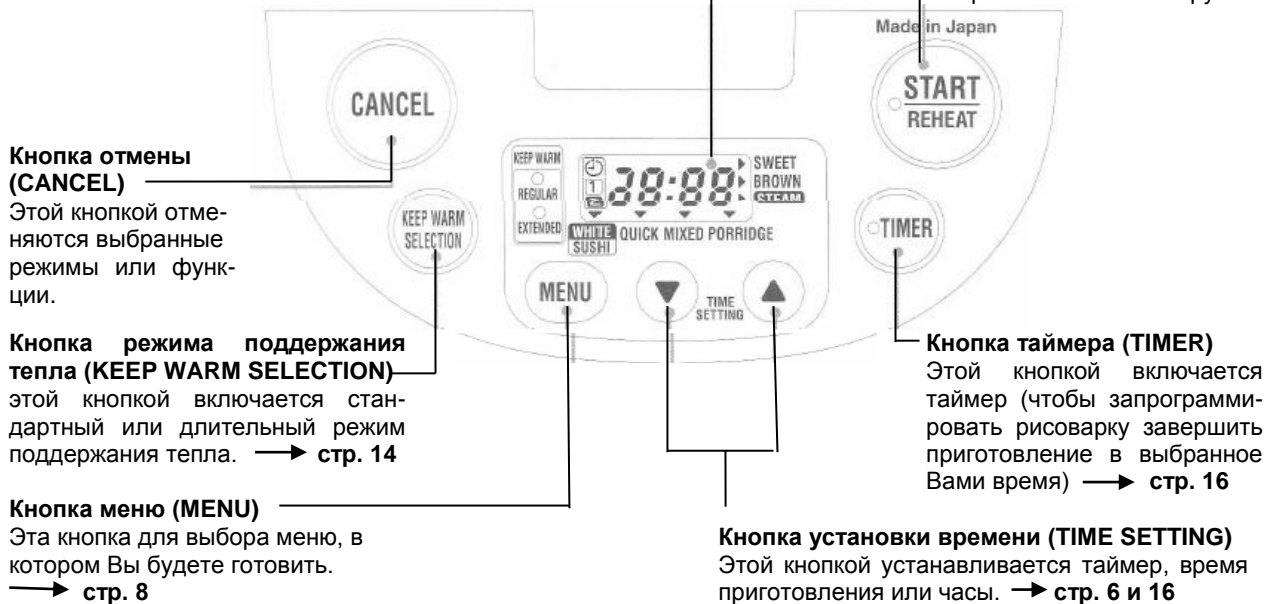 Made in Japan
CANCEL
START
REHEAT
KEEP WARM
REGULAR
EXTENDED
88:88
SWEET
BROWN
STEAM
WHITE QUICK MIXED PORRIDGE
SUSHI
KEEP WARM
SELECTION
TIMER
MENU
TIME
SETTING
Кнопка отмены
(CANCEL)
Этой кнопкой отме-
няются выбранные
режимы или функ-
ции.
Кнопка режима поддержания
тепла (KEEP WARM SELECTION)
этой кнопкой включается стан-
дартный или длительный режим
поддержания тепла. → стр. 14
Кнопка меню (MENU)
Эта кнопка для выбора меню, в
котором Вы будете готовить.
→ стр. 8
Кнопка таймера (TIMER)
Этой кнопкой включается
таймер (чтобы запрограмми-
ровать рисоварку завершить
приготовление в выбранное
Вами время) → стр. 16
Кнопка установки времени (TIME SETTING)
Этой кнопкой устанавливается таймер, время
приготовления или часы. → стр. 6 и 16